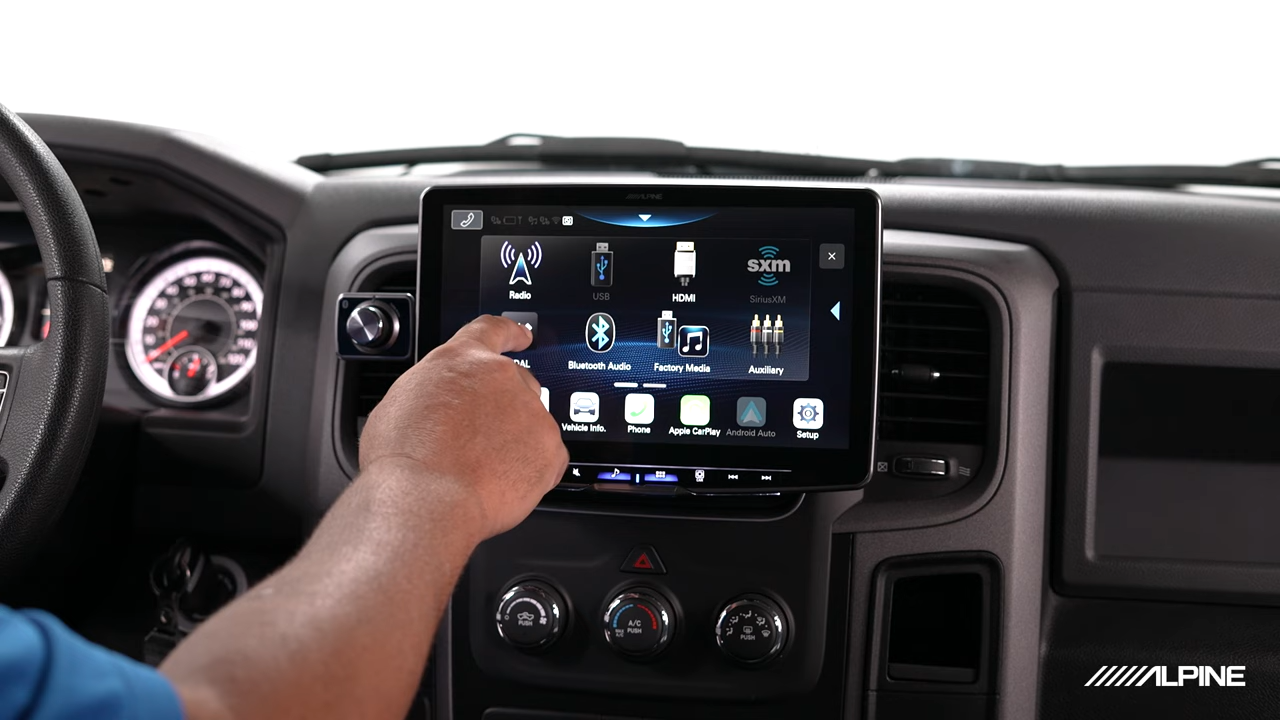 ALPINE
Radio
USB
HDMI
sxm
SiriusXM
Bluetooth Audio
Factory Media
Auxiliary
Vehicle Info.
Phone
Apple CarPlay
Android Auto
Setup
PUSH
A/C
PUSH
PUSH
ALPINE